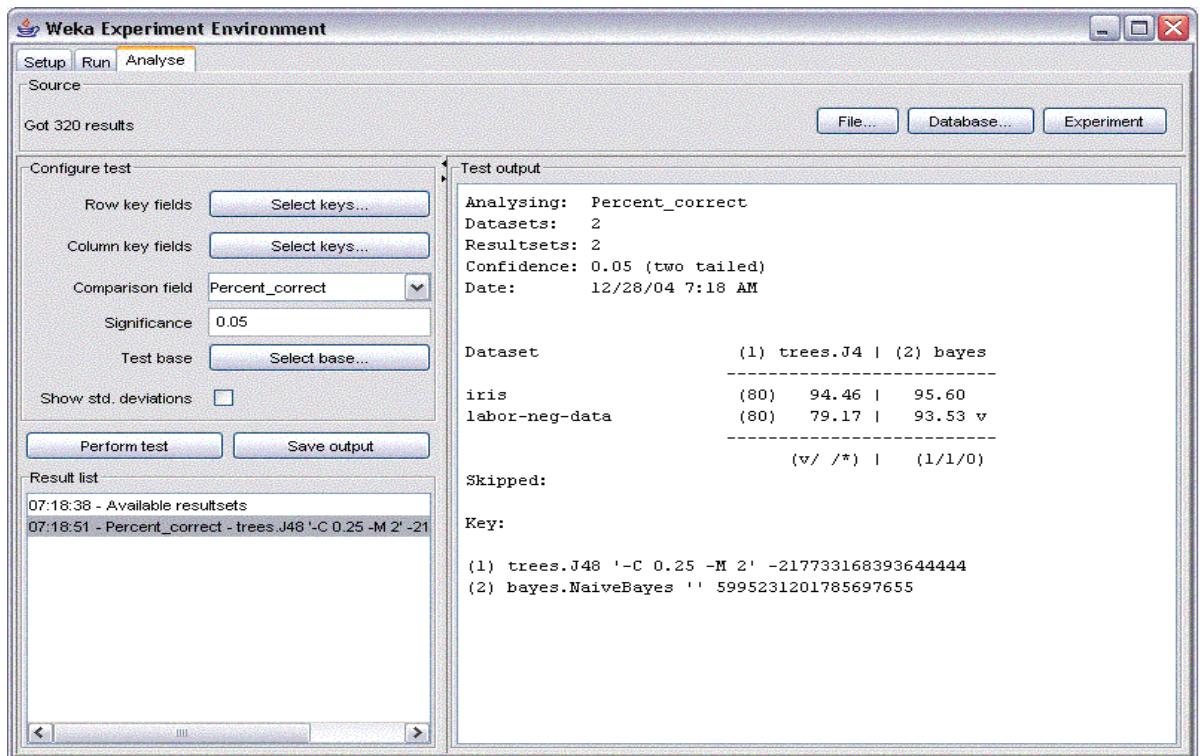 Weka Experiment Environment
Setup Run Analyse
Source
Got 320 results
File... Database... Experiment
Configure test
Row key fields Select keys...
Column key fields Select keys...
Comparison field Percent_correct
Significance 0.05
Test base Select base...
Show std. deviations
Perform test Save output
Result list
07:18:38 - Available resultsets
07:18:51 - Percent_correct - trees.J48 '-C 0.25 -M 2' -21
Test output
Analysing: Percent_correct
Datasets: 2
Resultsets: 2
Confidence: 0.05 (two tailed)
Date: 12/28/04 7:18 AM
Dataset (1) trees.J4 | (2) bayes
---------------------------
iris (80) 94.46 | 95.60
labor-neg-data (80) 79.17 | 93.53 v
---------------------------
(v/ /*) | (1/1/0)
Skipped:
Key:
(1) trees.J48 '-C 0.25 -M 2' -217733168393644444
(2) bayes.NaiveBayes '' 5995231201785697655